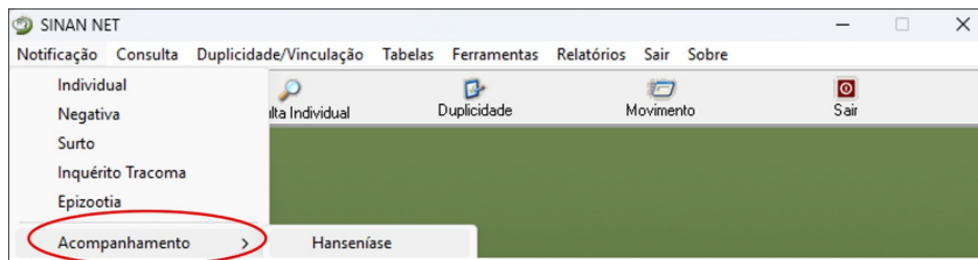 SINAN NET
Notificação Consulta Duplicidade/Vinculação Tabelas Ferramentas Relatórios Sair Sobre
Individual
Negativa
Surto
Inquérito Tracoma
Epizootia
Acompanhamento
Hanseníase
Individual
Duplicidade
Movimento
Sair